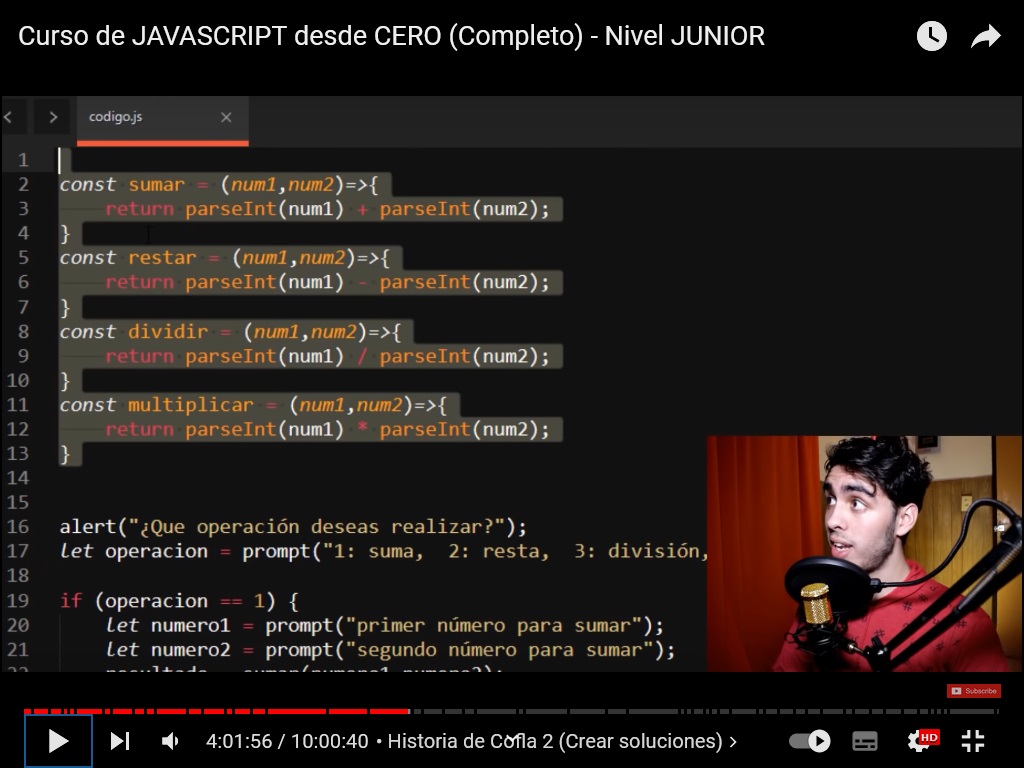 Curso de JAVASCRIPT desde CERO (Completo) - Nivel JUNIOR
codigo.js
1
2 const sumar = (num1,num2)=>{
3 return parseInt(num1) + parseInt(num2);
4 }
5 const restar = (num1,num2)=>{
6 return parseInt(num1) - parseInt(num2);
7 }
8 const dividir = (num1,num2)=>{
9 return parseInt(num1) / parseInt(num2);
10 }
11 const multiplicar = (num1,num2)=>{
12 return parseInt(num1) * parseInt(num2);
13 }
14
15
16 alert("¿Que operación deseas realizar?");
17 let operacion = prompt("1: suma, 2: resta, 3: división,
18
19 if (operacion == 1) {
20 let numero1 = prompt("primer número para sumar");
21 let numero2 = prompt("segundo número para sumar");
Subscribe
4:01:56 / 10:00:40 • Historia de Cofla 2 (Crear soluciones) >
HD